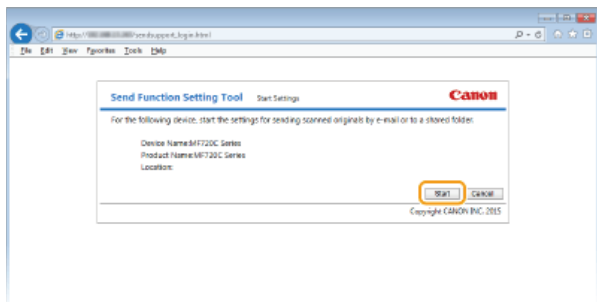 http:// /sendsupport_login.html
File Edit View Favorites Tools Help
Send Function Setting Tool Start Settings Canon
For the following device, start the settings for sending scanned originals by e-mail or to a shared folder.
Device Name:MF720C Series
Product Name:MF720C Series
Location:
Start Cancel
Copyright CANON INC. 2015